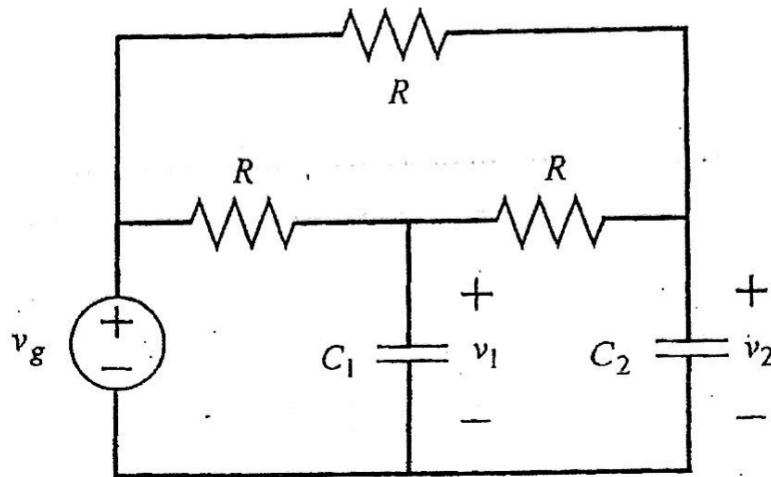 R
R R
+ +
+
v_g C_1 v_1 C_2 v_2
−
− −